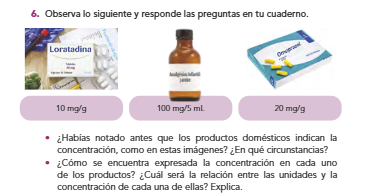 6. Observa lo siguiente y responde las preguntas en tu cuaderno.
Loratadina
Omeprazol
10 mg/g
100 mg/5 ml.
20 mg/g
• ¿Habías notado antes que los productos domésticos indican la
concentración, como en estas imágenes? ¿En qué circunstancias?
• ¿Cómo se encuentra expresada la concentración en cada uno
de los productos? ¿Cuál será la relación entre las unidades y la
concentración de cada una de ellas? Explica.